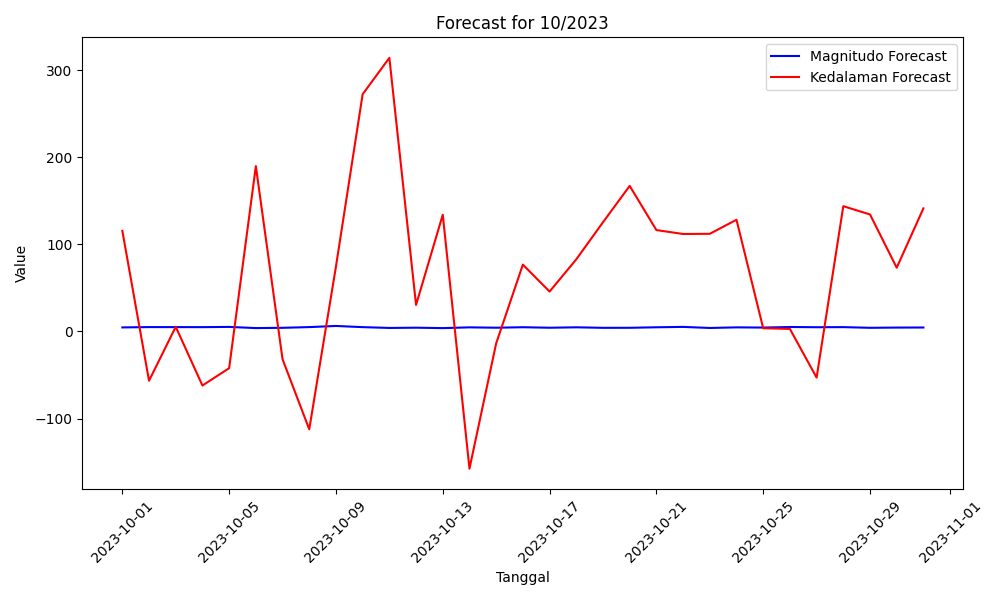 Forecast for 10/2023
Magnitudo Forecast
Kedalaman Forecast
Value
300
200
100
0
−100
2023-10-01
2023-10-05
2023-10-09
2023-10-13
2023-10-17
2023-10-21
2023-10-25
2023-10-29
2023-11-01
Tanggal